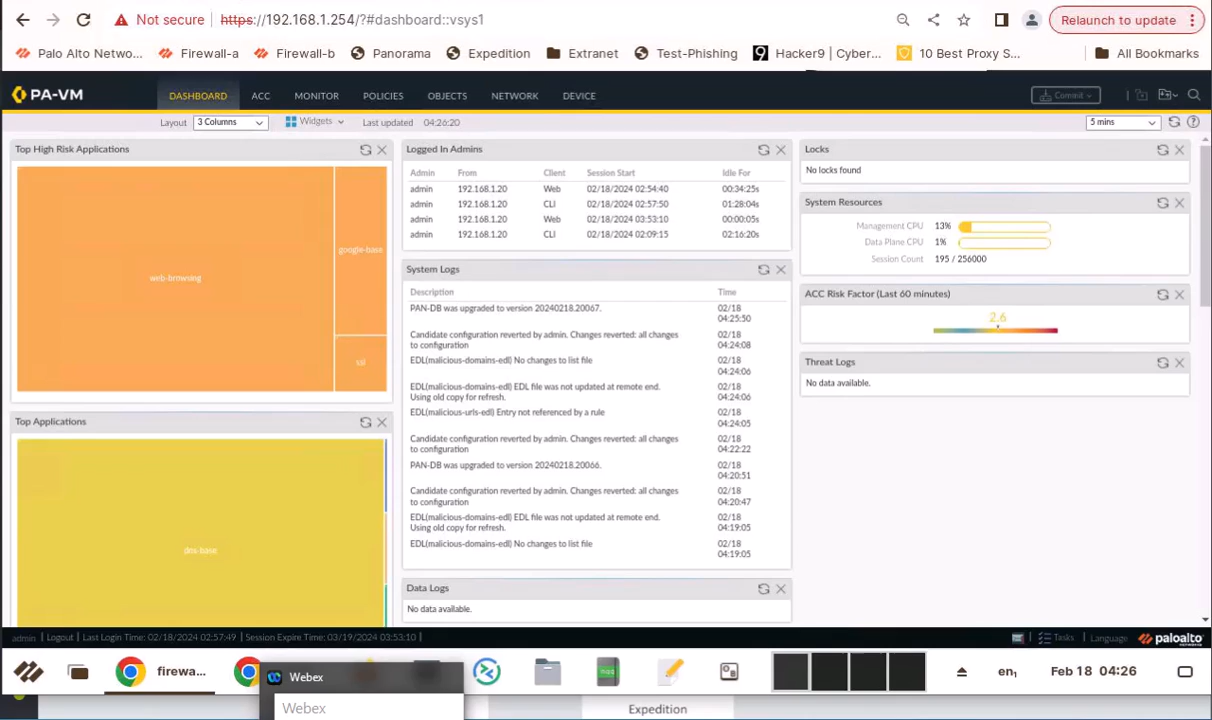 Not secure https://192.168.1.254/?#dashboard::vsys1 Relaunch to update
Palo Alto Netwo... Firewall-a Firewall-b Panorama Expedition Extranet Test-Phishing Hacker9 | Cyber... 10 Best Proxy S... All Bookmarks
PA-VM DASHBOARD ACC MONITOR POLICIES OBJECTS NETWORK DEVICE Commit
Layout 3 Columns Widgets Last updated 04:26:20 5 mins
Top High Risk Applications
web-browsing
google-base
ssl
Top Applications
dns-base
Logged In Admins
Admin From Client Session Start Idle For
admin 192.168.1.20 Web 02/18/2024 02:54:40 00:34:25s
admin 192.168.1.20 CLI 02/18/2024 02:57:50 01:28:04s
admin 192.168.1.20 Web 02/18/2024 03:53:10 00:00:05s
admin 192.168.1.20 CLI 02/18/2024 02:09:15 02:16:20s
System Logs
Description Time
PAN-DB was upgraded to version 20240218.20067. 02/18
04:25:50
Candidate configuration reverted by admin. Changes reverted: all changes 02/18
to configuration 04:24:08
EDL(malicious-domains-edl) No changes to list file 02/18
04:24:06
EDL(malicious-domains-edl) EDL file was not updated at remote end. 02/18
Using old copy for refresh. 04:24:06
EDL(malicious-urls-edl) Entry not referenced by a rule 02/18
04:24:05
Candidate configuration reverted by admin. Changes reverted: all changes 02/18
to configuration 04:22:22
PAN-DB was upgraded to version 20240218.20066. 02/18
04:20:51
Candidate configuration reverted by admin. Changes reverted: all changes 02/18
to configuration 04:20:47
EDL(malicious-domains-edl) EDL file was not updated at remote end. 02/18
Using old copy for refresh. 04:19:05
EDL(malicious-domains-edl) No changes to list file 02/18
04:19:05
Data Logs
No data available.
Locks
No locks found
System Resources
Management CPU 13%
Data Plane CPU 1%
Session Count 195 / 256000
ACC Risk Factor (Last 60 minutes)
2.6
Threat Logs
No data available.
admin | Logout | Last Login Time: 02/18/2024 02:57:49 | Session Expire Time: 03/19/2024 03:53:10 | Tasks | Language paloalto
NETWORKS
firewa... en1 Feb 18 04:26
Webex
Webex
Expedition